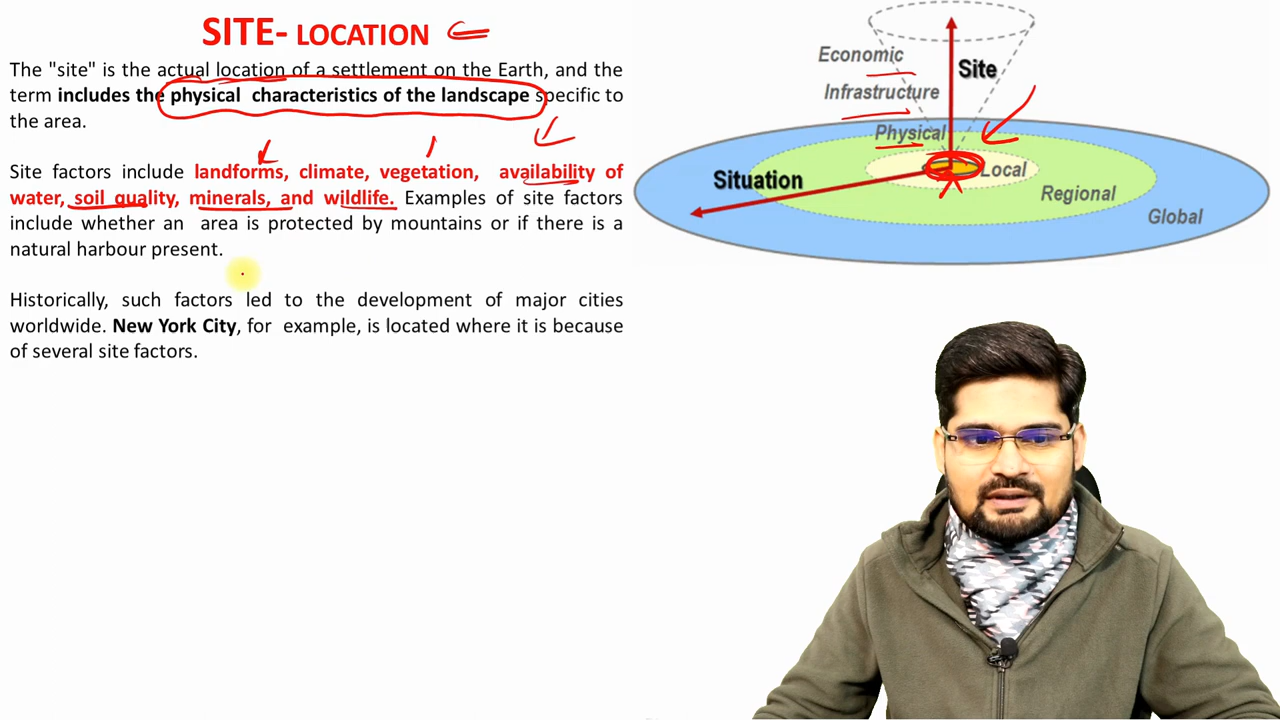 SITE- LOCATION
The "site" is the actual location of a settlement on the Earth, and the
term includes the physical characteristics of the landscape specific to
the area.
Site factors include landforms, climate, vegetation, availability of
water, soil quality, minerals, and wildlife. Examples of site factors
include whether an area is protected by mountains or if there is a
natural harbour present.
Historically, such factors led to the development of major cities
worldwide. New York City, for example, is located where it is because
of several site factors.
Economic
Site
Infrastructure
Physical
Local
Situation
Regional
Global